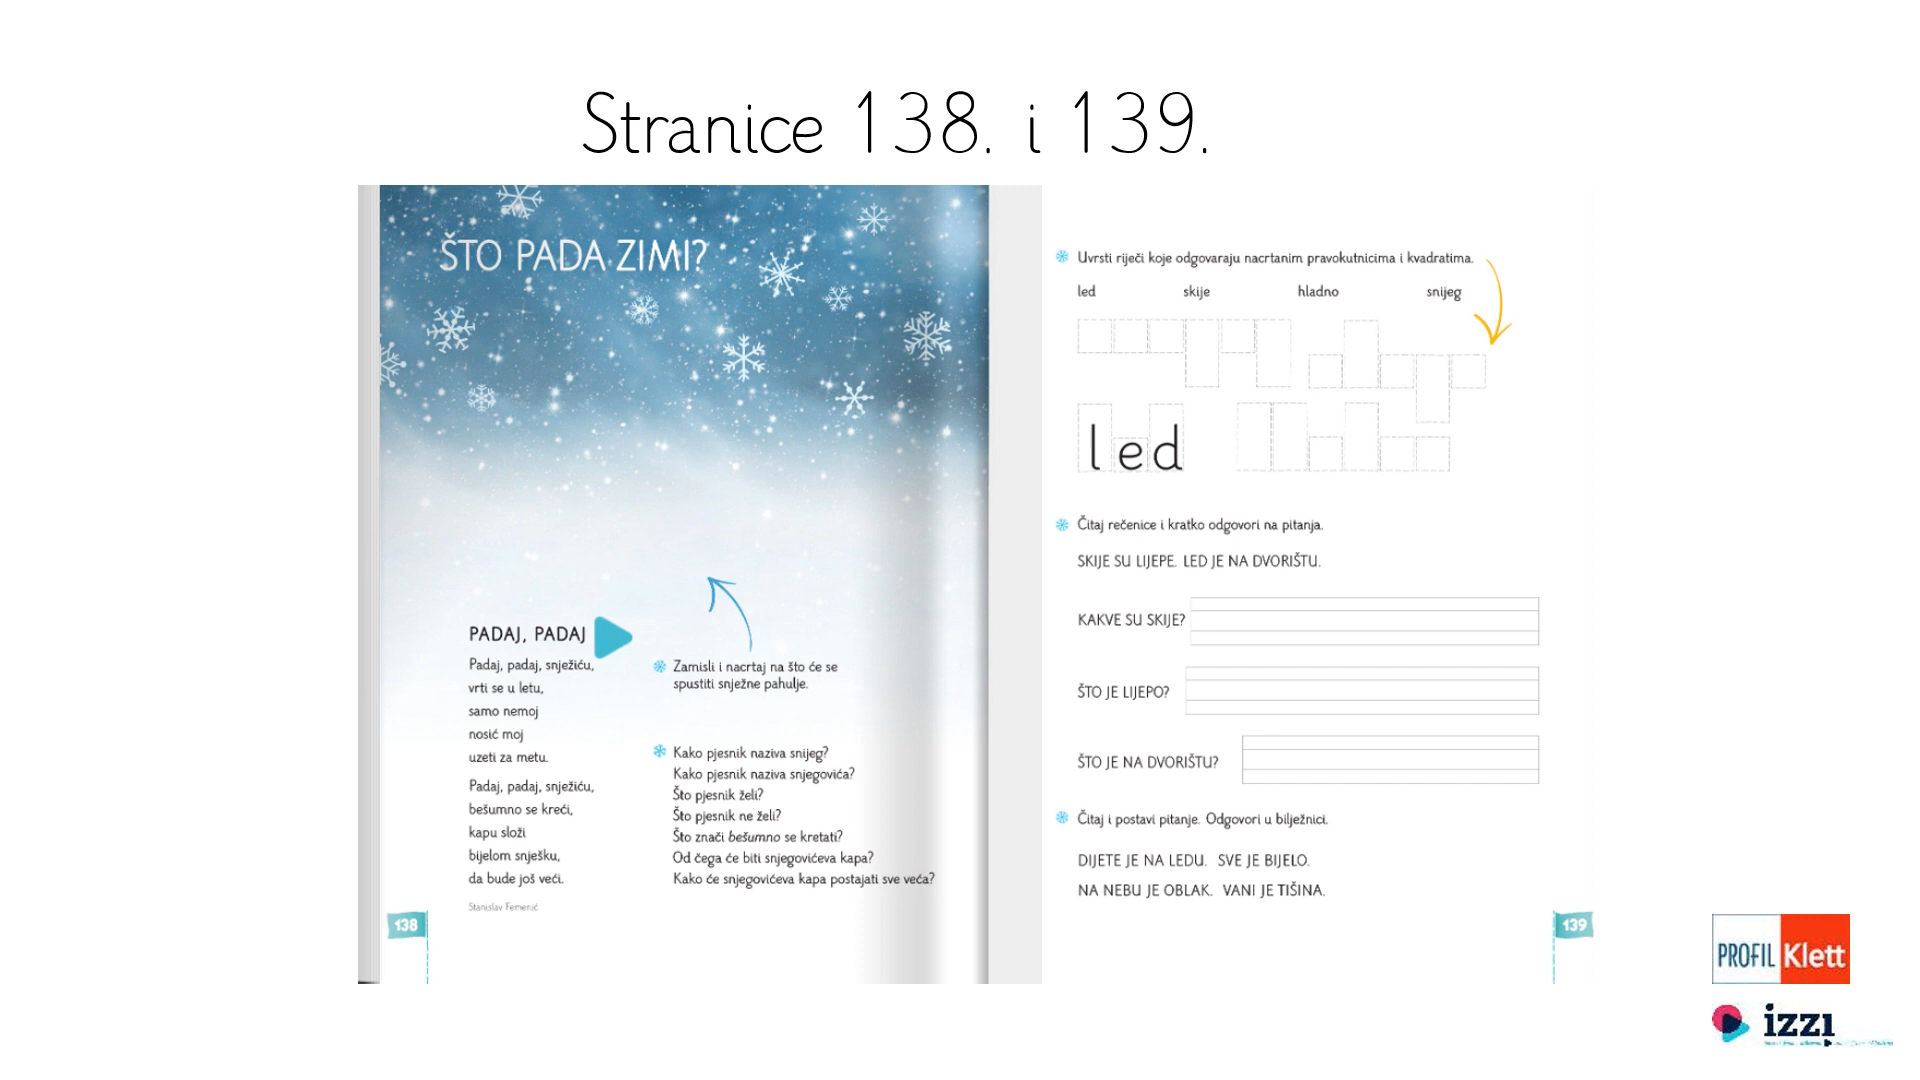 Stranice 138. i 139.
ŠTO PADA ZIMI?
PADAJ, PADAJ
Padaj, padaj, snježiću,
vrti se u letu,
samo nemoj
nosić moj
uzeti za metu.
Padaj, padaj, snježiću,
bešumno se kreći,
kapu složi
bijelom snješku,
da bude još veći.
Stanislav Femenić
Zamisli i nacrtaj na što će se
spustiti snježne pahulje.
Kako pjesnik naziva snijeg?
Kako pjesnik naziva snjegovića?
Što pjesnik želi?
Što pjesnik ne želi?
Što znači bešumno se kretati?
Od čega će biti snjegovićeva kapa?
Kako će snjegovićeva kapa postajati sve veća?
138
Uvrsti riječi koje odgovaraju nacrtanim pravokutnicima i kvadratima.
led skije hladno snijeg
led
Čitaj rečenice i kratko odgovori na pitanja.
SKIJE SU LIJEPE. LED JE NA DVORIŠTU.
KAKVE SU SKIJE?
ŠTO JE LIJEPO?
ŠTO JE NA DVORIŠTU?
Čitaj i postavi pitanje. Odgovori u bilježnici.
DIJETE JE NA LEDU. SVE JE BIJELO.
NA NEBU JE OBLAK. VANI JE TIŠINA.
139
PROFIL Klett
izzi